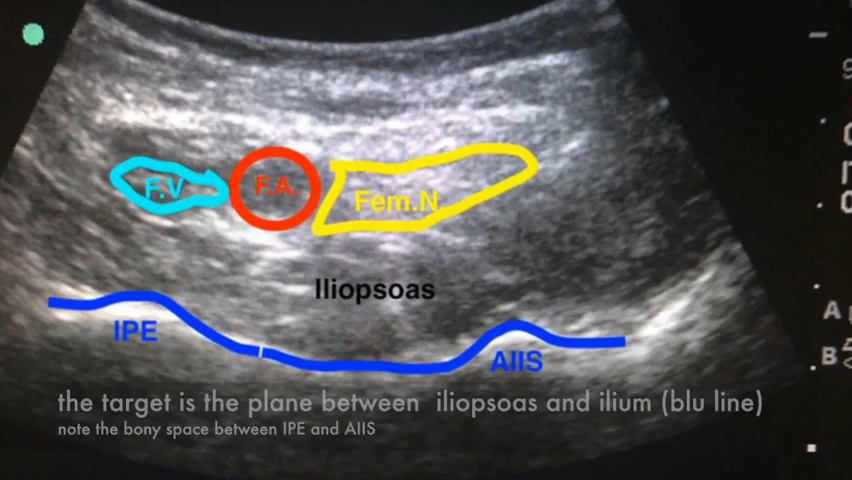 F.V
F.A.
Fem.N
Iliopsoas
IPE
AIIS
A
B
the target is the plane between iliopsoas and ilium (blu line)
note the bony space between IPE and AIIS